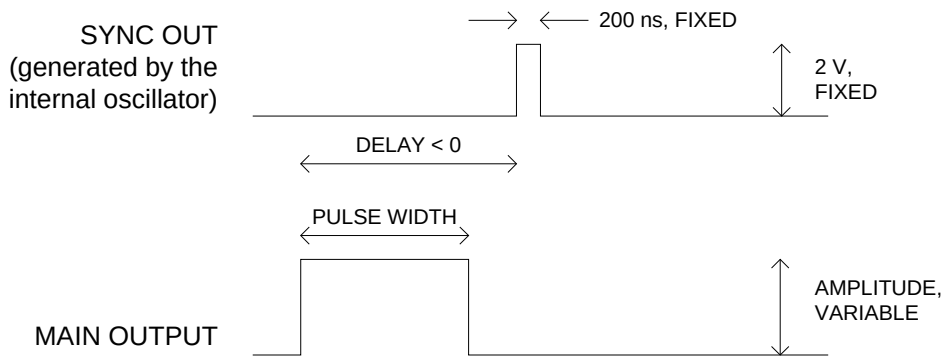 200 ns, FIXED
SYNC OUT
(generated by the
internal oscillator)
2 V,
FIXED
DELAY < 0
PULSE WIDTH
AMPLITUDE,
VARIABLE
MAIN OUTPUT